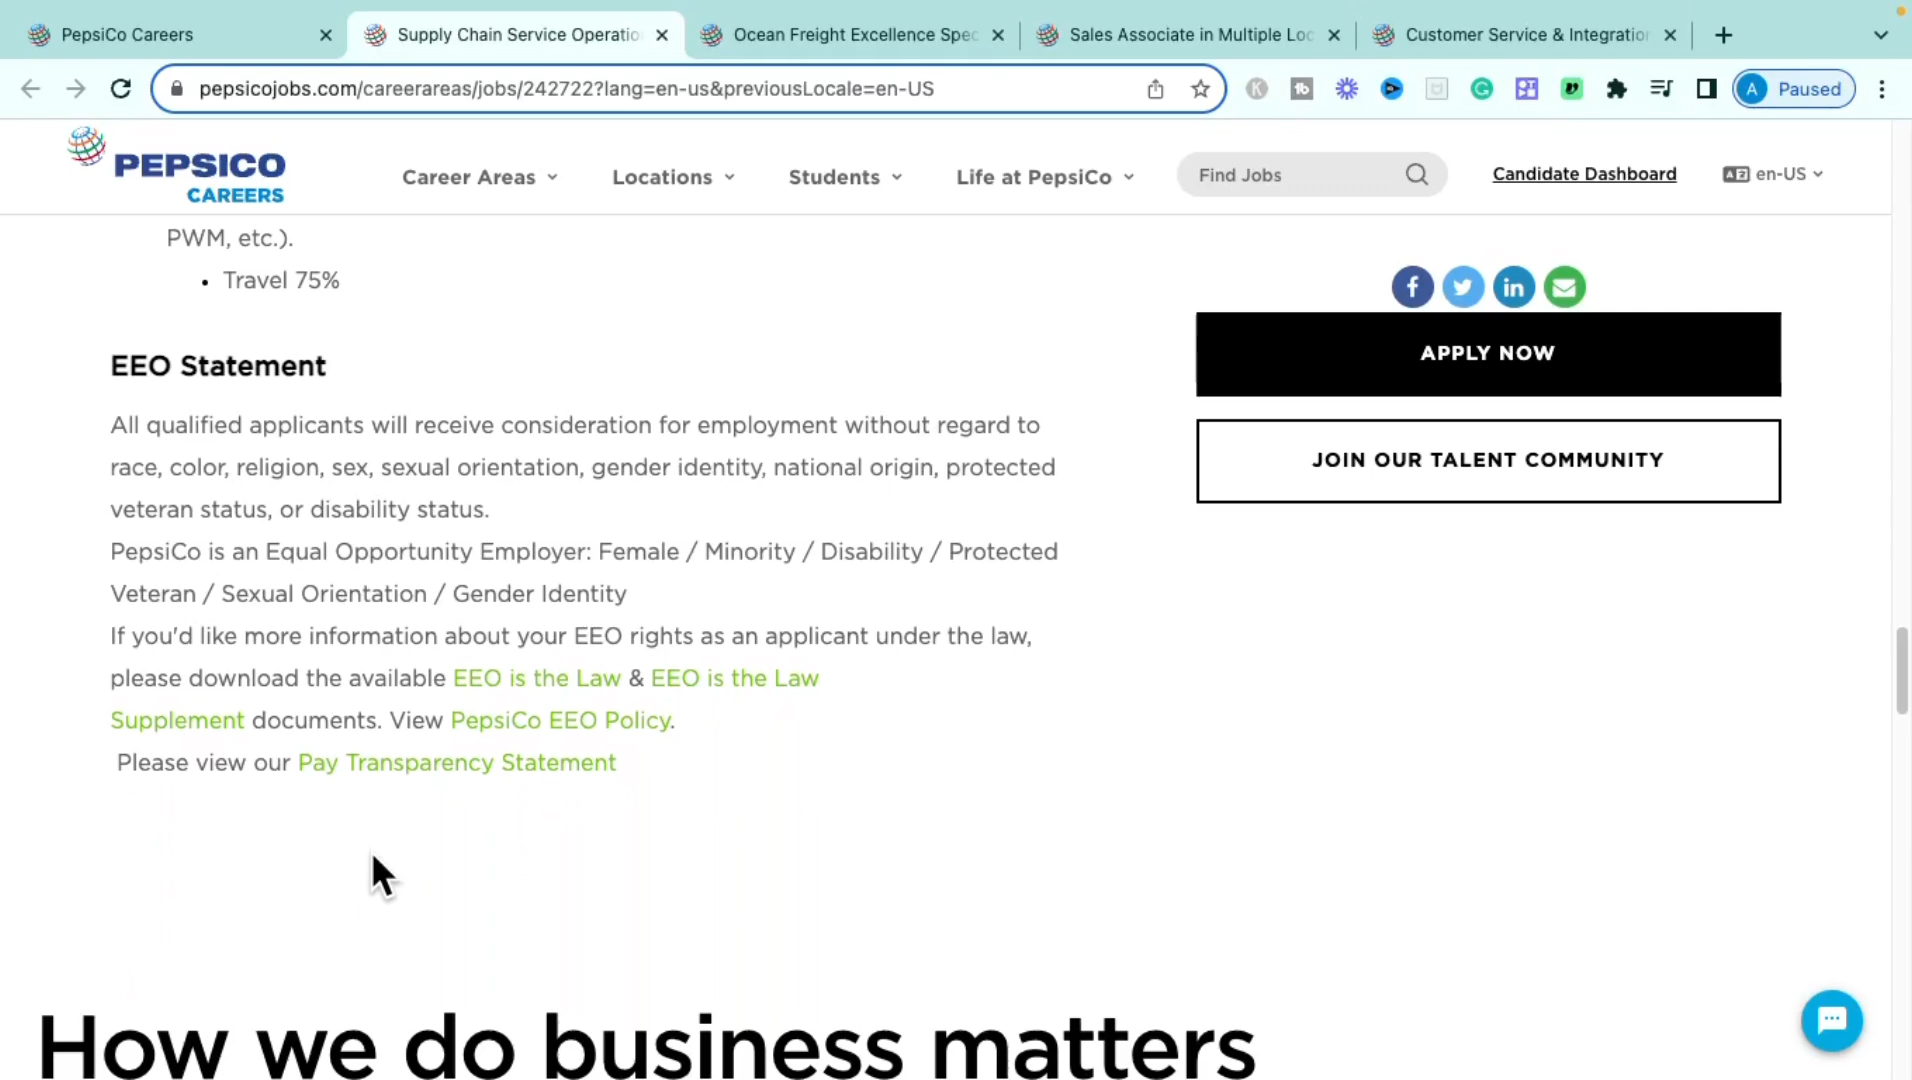 PepsiCo Careers
Supply Chain Service Operatio
Ocean Freight Excellence Spec
Sales Associate in Multiple Loc
Customer Service & Integration
pepsicojobs.com/careerareas/jobs/242722?lang=en-us&previousLocale=en-US
A Paused
PEPSICO
CAREERS
Career Areas
Locations
Students
Life at PepsiCo
Find Jobs
Candidate Dashboard
en-US
PWM, etc.).
• Travel 75%
EEO Statement
All qualified applicants will receive consideration for employment without regard to
race, color, religion, sex, sexual orientation, gender identity, national origin, protected
veteran status, or disability status.
PepsiCo is an Equal Opportunity Employer: Female / Minority / Disability / Protected
Veteran / Sexual Orientation / Gender Identity
If you'd like more information about your EEO rights as an applicant under the law,
please download the available EEO is the Law & EEO is the Law
Supplement documents. View PepsiCo EEO Policy.
Please view our Pay Transparency Statement
APPLY NOW
JOIN OUR TALENT COMMUNITY
How we do business matters